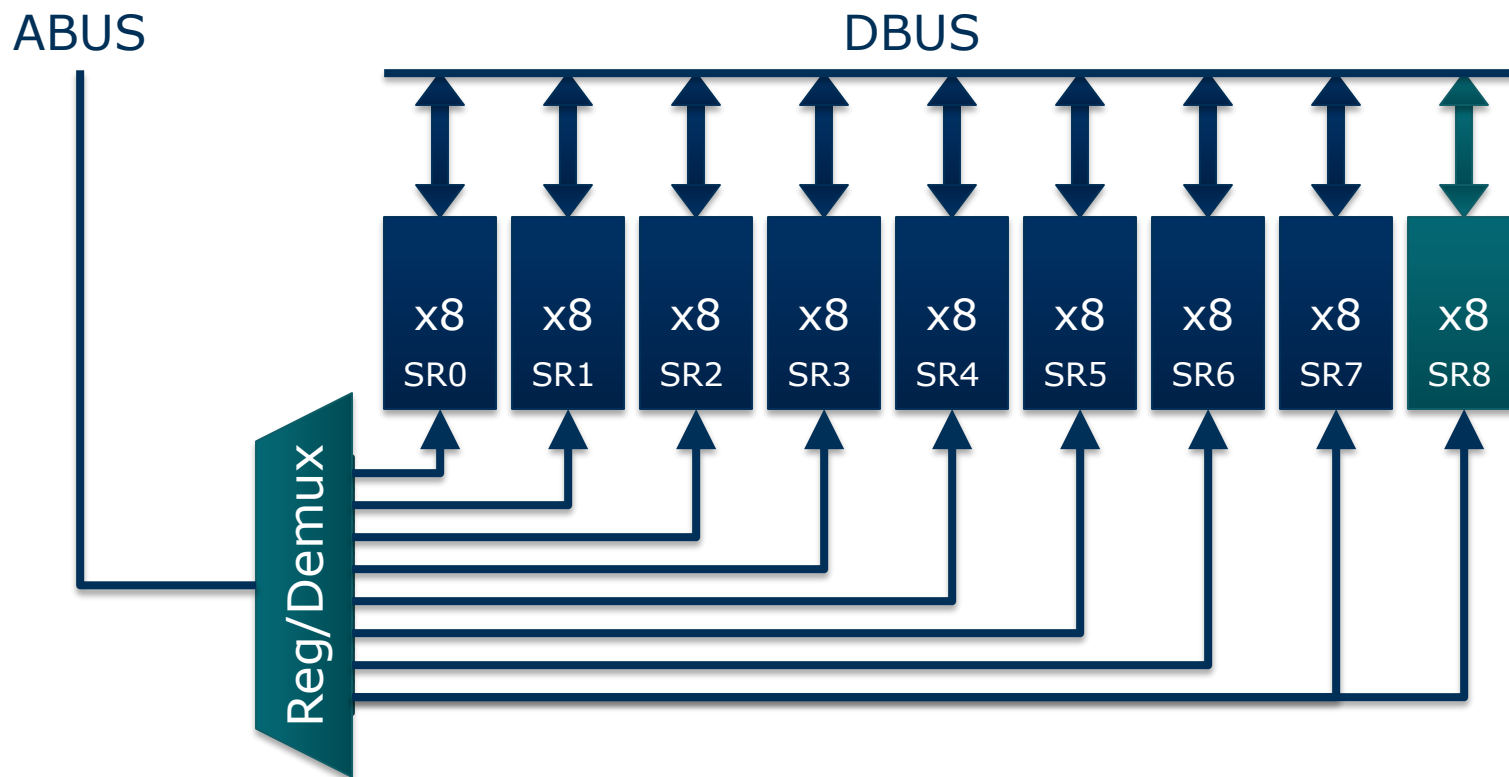 ABUS
DBUS
x8
SR0
x8
SR1
x8
SR2
x8
SR3
x8
SR4
x8
SR5
x8
SR6
x8
SR7
x8
SR8
Reg/Demux